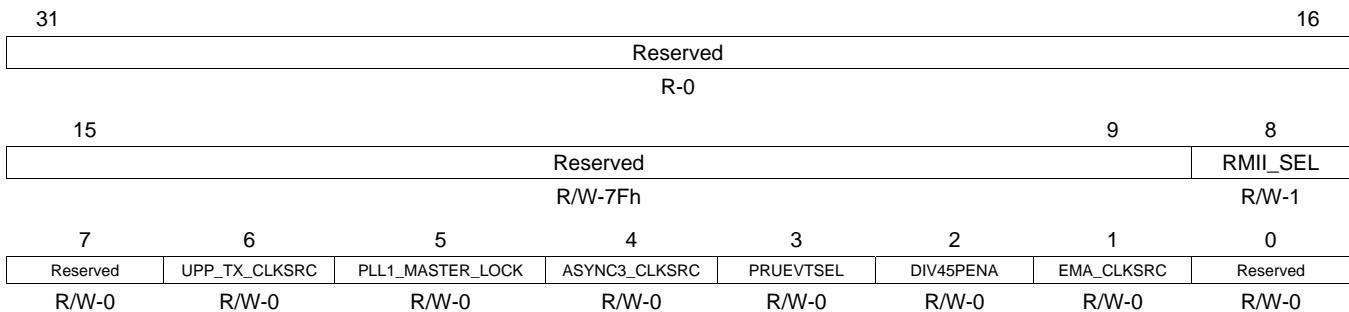 31 16
Reserved
R-0
15 9 8
Reserved RMII_SEL
R/W-7Fh R/W-1
7 6 5 4 3 2 1 0
Reserved UPP_TX_CLKSRC PLL1_MASTER_LOCK ASYNC3_CLKSRC PRUEVTSEL DIV45PENA EMA_CLKSRC Reserved
R/W-0 R/W-0 R/W-0 R/W-0 R/W-0 R/W-0 R/W-0 R/W-0